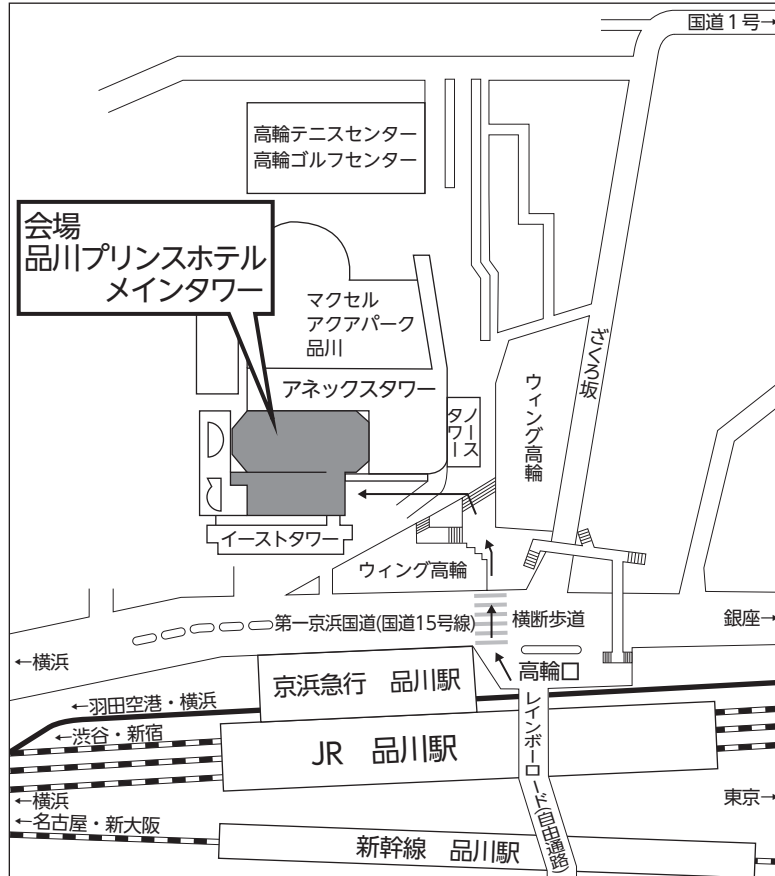 国道1号→
高輪テニスセンター
高輪ゴルフセンター
会場
品川プリンスホテル
メインタワー
マクセル
アクアパーク
品川
ざくろ坂
アネックスタワー
ウィング高輪
ノース
タワー
イーストタワー
ウィング高輪
第一京浜国道(国道15号線)
横断歩道
銀座→
←横浜
高輪口
京浜急行 品川駅
←羽田空港・横浜
レインボーロード(自由通路)
←渋谷・新宿
JR 品川駅
←横浜
東京→
←名古屋・新大阪
新幹線 品川駅